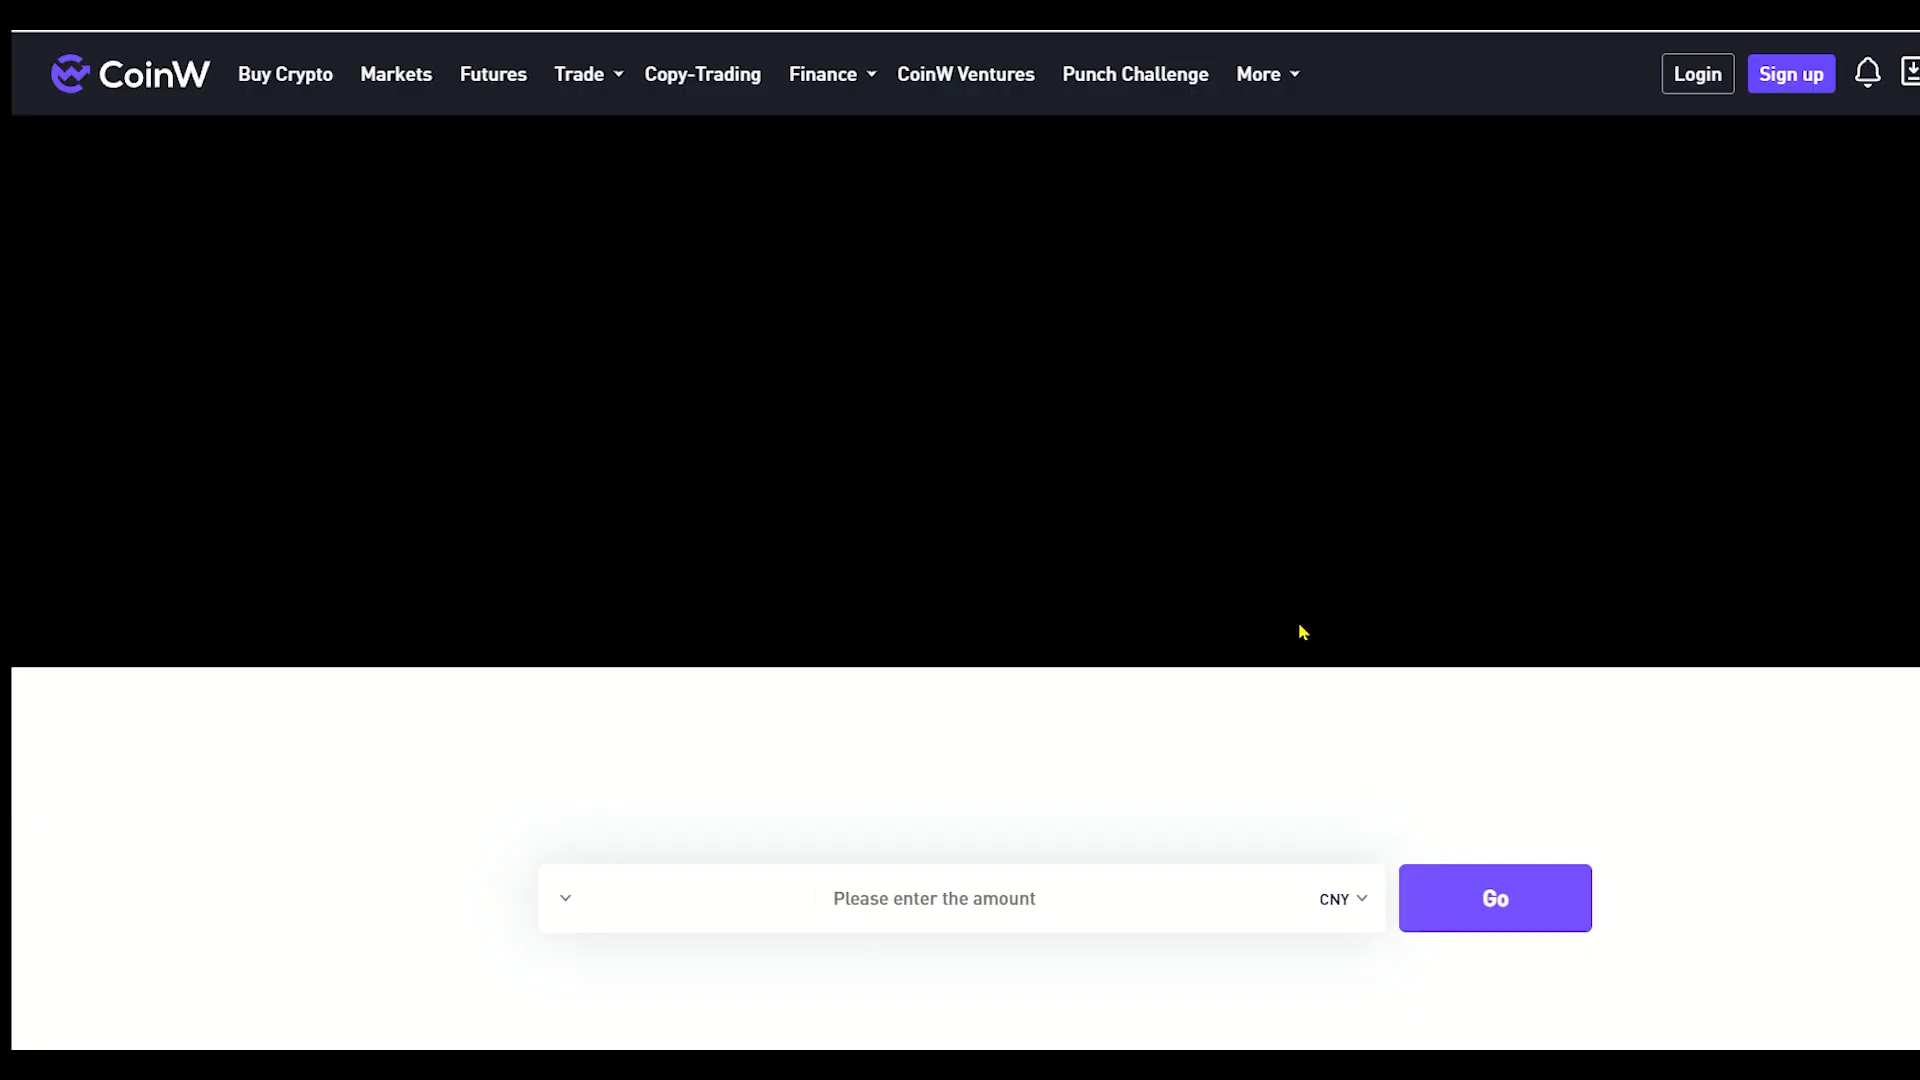 CoinW Buy Crypto Markets Futures Trade Copy-Trading Finance CoinW Ventures Punch Challenge More Login Sign up
Please enter the amount CNY Go